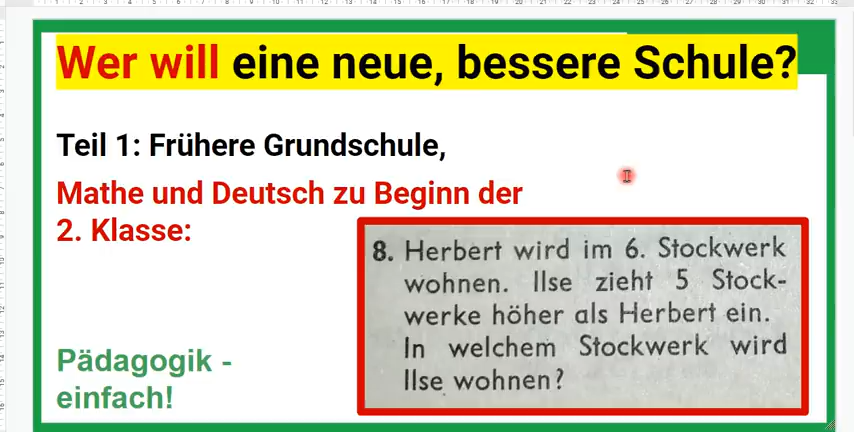 Wer will eine neue, bessere Schule?
Teil 1: Frühere Grundschule,
Mathe und Deutsch zu Beginn der
2. Klasse:
8. Herbert wird im 6. Stockwerk
wohnen. Ilse zieht 5 Stock-
werke höher als Herbert ein.
In welchem Stockwerk wird
Ilse wohnen?
Pädagogik -
einfach!